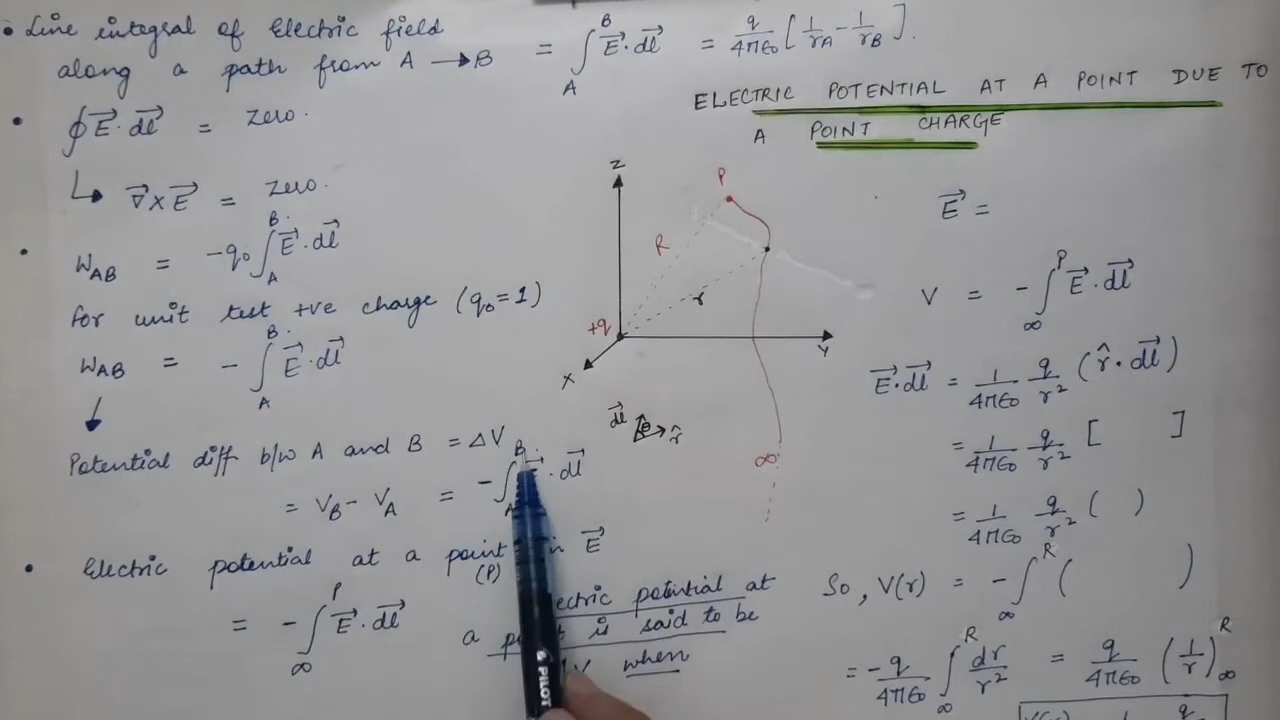 • Line integral of Electric field
along a path from A → B = ∫_A^B E⃗·dl⃗ = q/4πε0 [1/rA - 1/rB].
• ∮E⃗·dl⃗ = zero.
↳ ∇⃗×E⃗ = zero.
• W_AB = -q0 ∫_A^B E⃗·dl⃗
for unit test +ve charge (q0=1)
W_AB = - ∫_A^B E⃗·dl⃗
↓
Potential diff b/w A and B = ΔV
= V_B - V_A = -∫_A^B · dl⃗
• Electric potential at a point in E⃗
(P)
= - ∫_∞^P E⃗·dl⃗
potential at
a is said to be
when
ELECTRIC POTENTIAL AT A POINT DUE TO
A POINT CHARGE
Z
P
R
r
+q
Y
X
dl⃗ θ r̂
∞
E⃗ =
V = - ∫_∞^P E⃗·dl⃗
E⃗·dl⃗ = 1/4πε0 q/r² (r̂·dl⃗)
= 1/4πε0 q/r² [ ]
= 1/4πε0 q/r² ( )
So, V(r) = - ∫_∞^R ( )
= -q/4πε0 ∫_∞^R dr/r² = q/4πε0 (1/r)_∞^R
PILOT